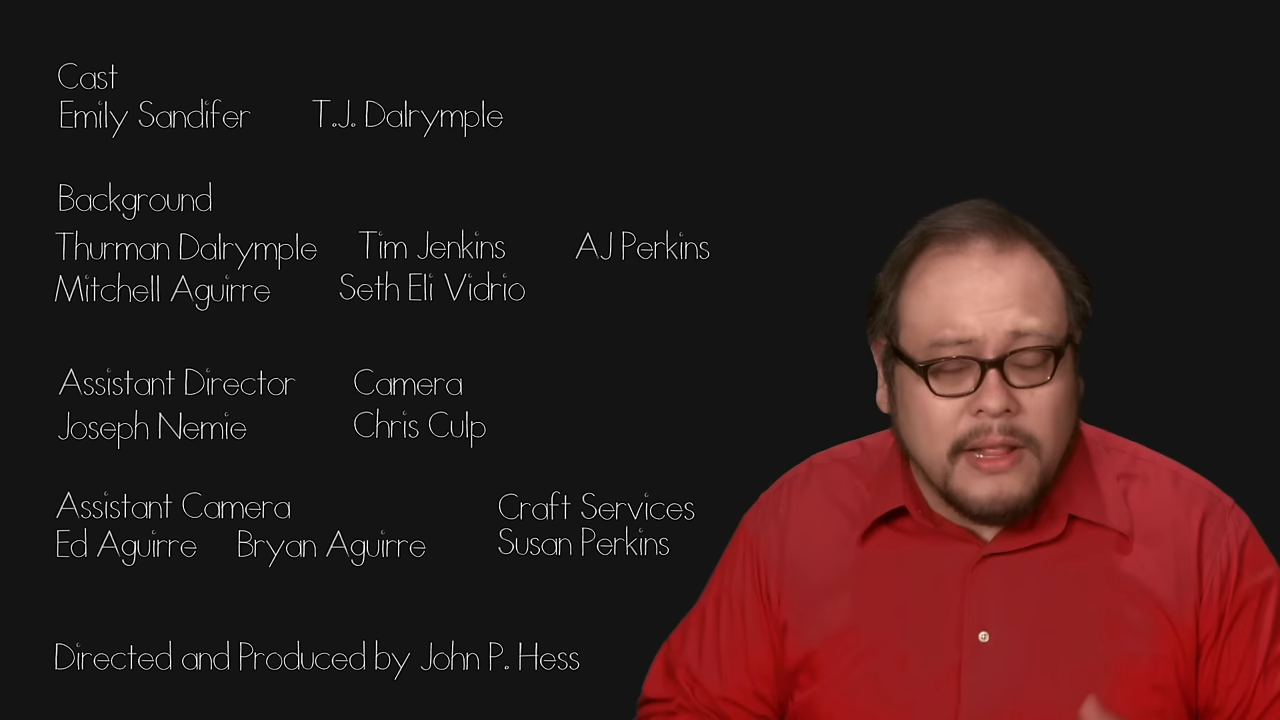 Cast
Emily Sandifer T.J. Dalrymple
Background
Thurman Dalrymple Tim Jenkins AJ Perkins
Mitchell Aguirre Seth Eli Vidrio
Assistant Director Camera
Joseph Nemie Chris Culp
Assistant Camera Craft Services
Ed Aguirre Bryan Aguirre Susan Perkins
Directed and Produced by John P. Hess